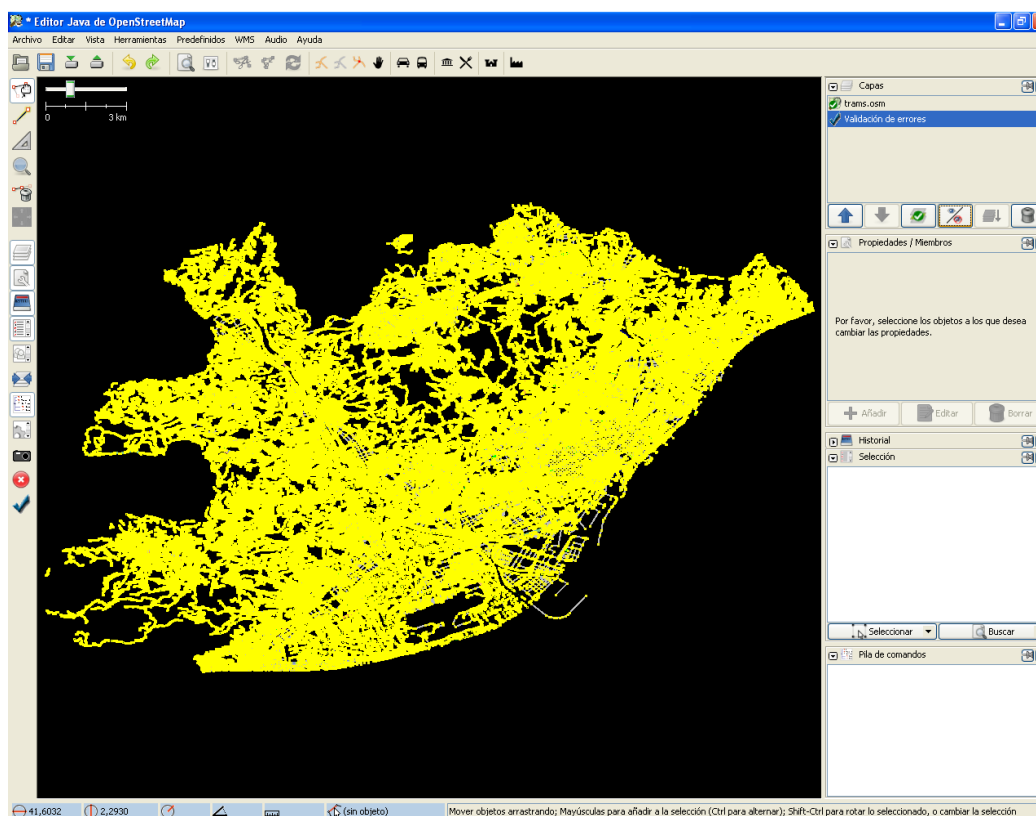 * Editor Java de OpenStreetMap
Archivo Editar Vista Herramientas Predefinidos WMS Audio Ayuda
0 3 km
Capas
trams.osm
Validación de errores
Propiedades / Miembros
Por favor, seleccione los objetos a los que desea
cambiar las propiedades.
Añadir Editar Borrar
Historial
Selección
Seleccionar Buscar
Pila de comandos
41,6032 2,2930 (sin objeto) Mover objetos arrastrando; Mayúsculas para añadir a la selección (Ctrl para alternar); Shift-Ctrl para rotar lo seleccionado, o cambiar la selección